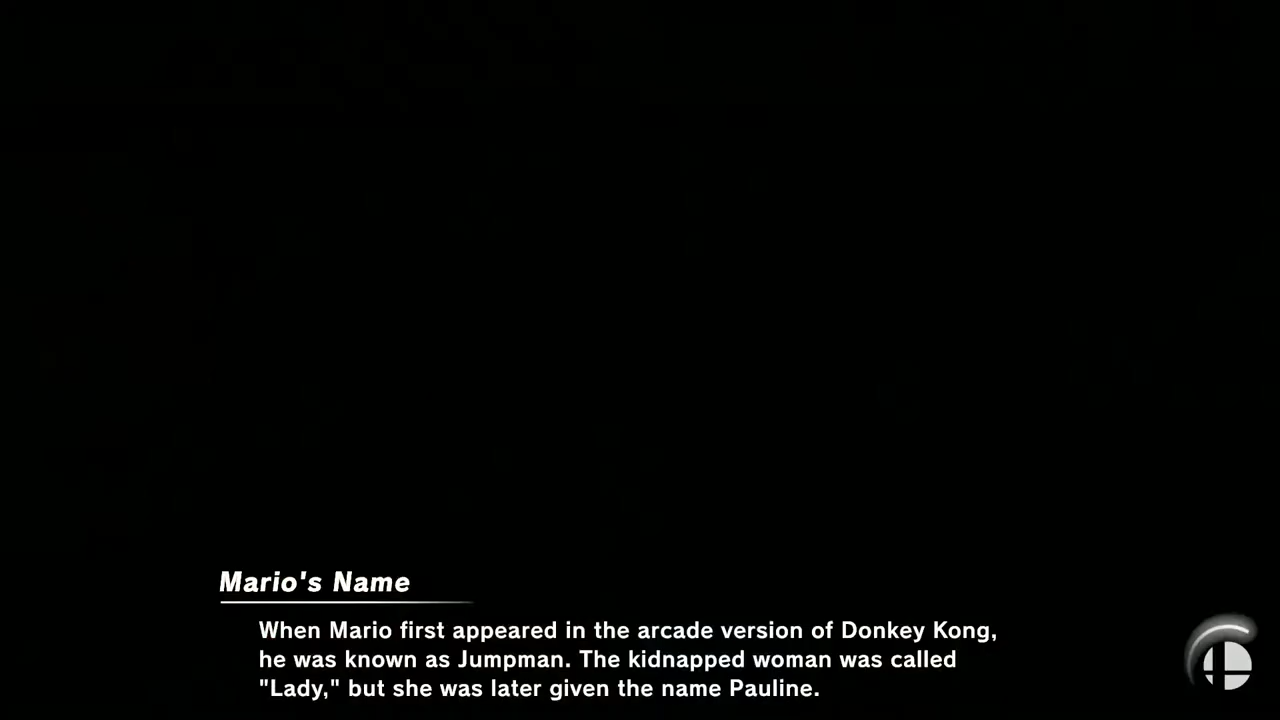 Mario's Name
When Mario first appeared in the arcade version of Donkey Kong,
he was known as Jumpman. The kidnapped woman was called
"Lady," but she was later given the name Pauline.